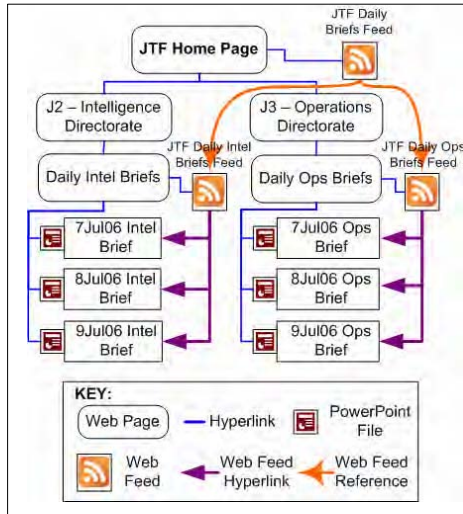 JTF Daily
Briefs Feed
JTF Home Page
J2 – Intelligence
Directorate
J3 – Operations
Directorate
JTF Daily Intel
Briefs Feed
JTF Daily Ops
Briefs Feed
Daily Intel Briefs
Daily Ops Briefs
7Jul06 Intel
Brief
7Jul06 Ops
Brief
8Jul06 Intel
Brief
8Jul06 Ops
Brief
9Jul06 Intel
Brief
9Jul06 Ops
Brief
KEY:
Web Page
Hyperlink
PowerPoint
File
Web
Feed
Web Feed
Hyperlink
Web Feed
Reference